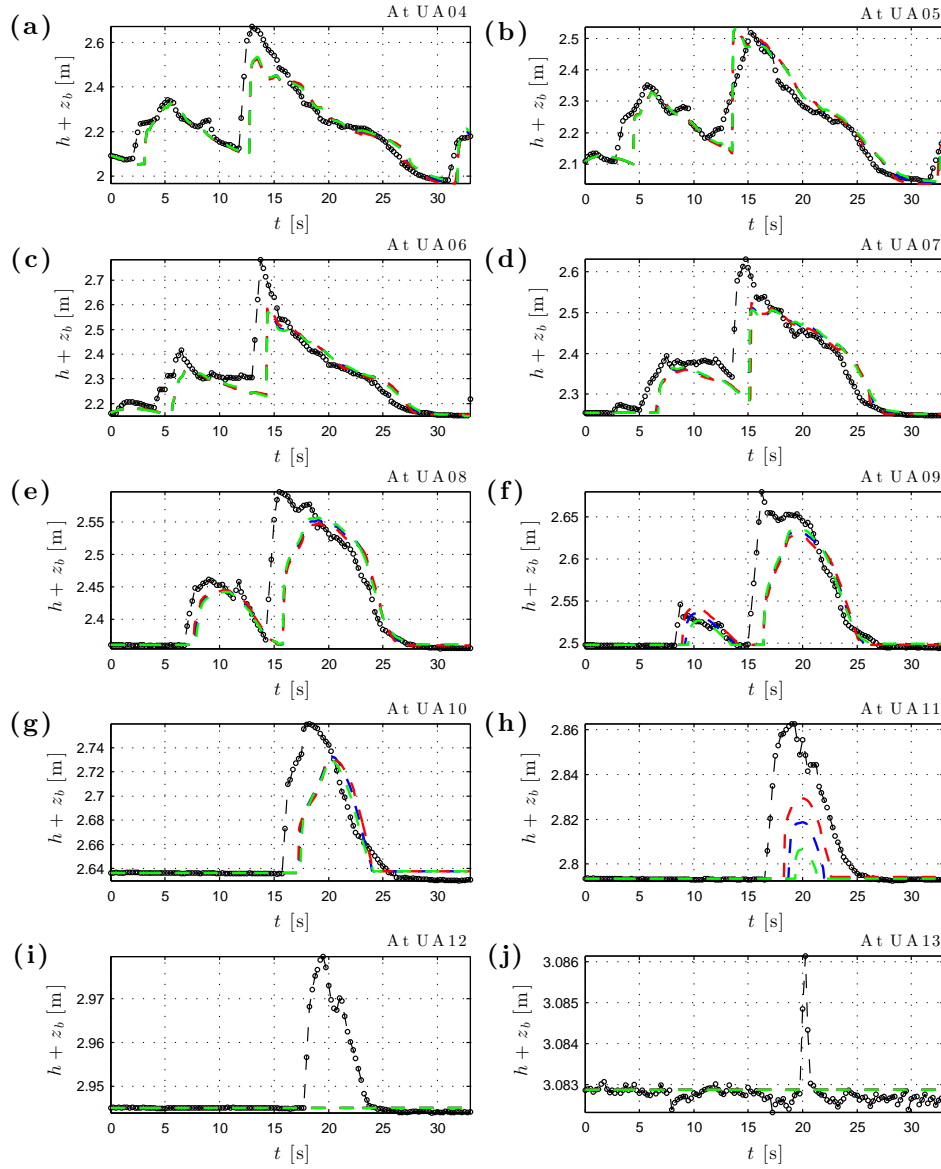 (a) At UA04
h + z_b [m]
2.6
2.4
2.2
2
0 5 10 15 20 25 30
t [s]
(b) At UA05
h + z_b [m]
2.5
2.4
2.3
2.2
2.1
0 5 10 15 20 25 30
t [s]
(c) At UA06
h + z_b [m]
2.7
2.6
2.5
2.4
2.3
2.2
0 5 10 15 20 25 30
t [s]
(d) At UA07
h + z_b [m]
2.6
2.5
2.4
2.3
0 5 10 15 20 25 30
t [s]
(e) At UA08
h + z_b [m]
2.55
2.5
2.45
2.4
0 5 10 15 20 25 30
t [s]
(f) At UA09
h + z_b [m]
2.65
2.6
2.55
2.5
0 5 10 15 20 25 30
t [s]
(g) At UA10
h + z_b [m]
2.74
2.72
2.7
2.68
2.66
2.64
0 5 10 15 20 25 30
t [s]
(h) At UA11
h + z_b [m]
2.86
2.84
2.82
2.8
0 5 10 15 20 25 30
t [s]
(i) At UA12
h + z_b [m]
2.97
2.96
2.95
0 5 10 15 20 25 30
t [s]
(j) At UA13
h + z_b [m]
3.086
3.085
3.084
3.083
0 5 10 15 20 25 30
t [s]